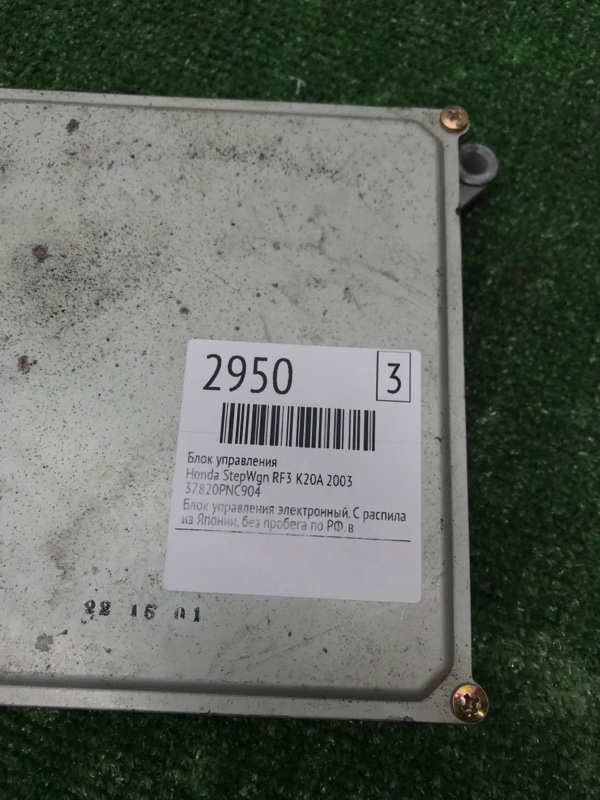 2950
3
Блок управления
Honda StepWgn RF3 K20A 2003
37820PNC904
Блок управления электронный. С распила
из Японии, без пробега по РФ, в
22 15 01